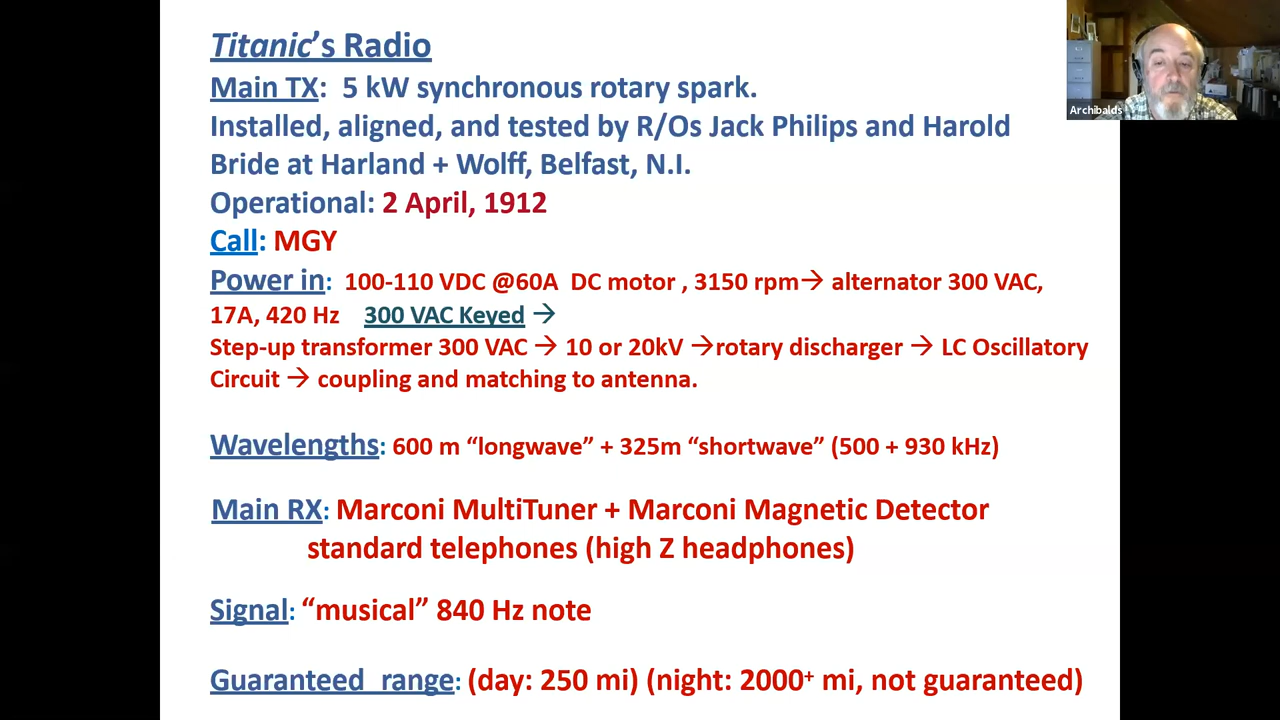 Titanic's Radio
Main TX: 5 kW synchronous rotary spark.
Installed, aligned, and tested by R/Os Jack Philips and Harold
Bride at Harland + Wolff, Belfast, N.I.
Operational: 2 April, 1912
Call: MGY
Power in: 100-110 VDC @60A DC motor , 3150 rpm→ alternator 300 VAC,
17A, 420 Hz 300 VAC Keyed →
Step-up transformer 300 VAC → 10 or 20kV →rotary discharger → LC Oscillatory
Circuit → coupling and matching to antenna.
Wavelengths: 600 m “longwave” + 325m “shortwave” (500 + 930 kHz)
Main RX: Marconi MultiTuner + Marconi Magnetic Detector
standard telephones (high Z headphones)
Signal: “musical” 840 Hz note
Guaranteed range: (day: 250 mi) (night: 2000⁺ mi, not guaranteed)
Archibalds